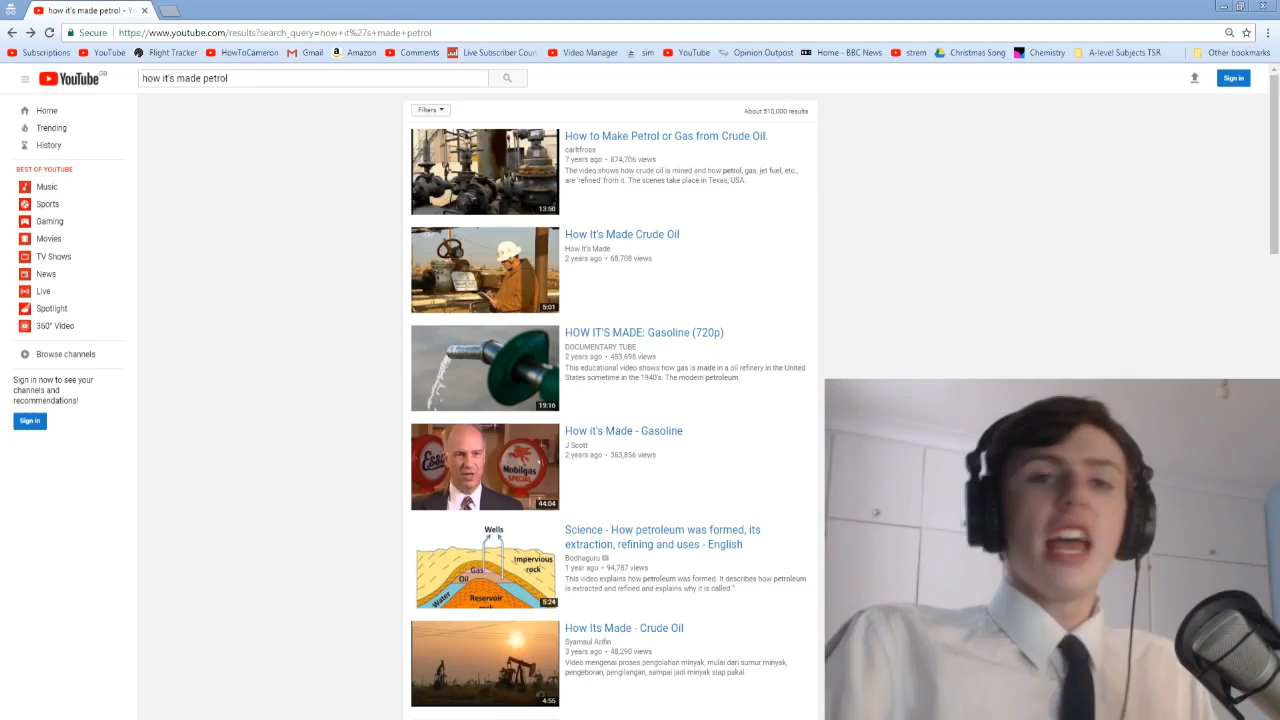 how it's made petrol - Yo
Secure
https://www.youtube.com/results?search_query=how+it%27s+made+petrol
Subscriptions
YouTube
Flight Tracker
HowToCameron
Gmail
Amazon
Comments
Live Subscriber Coun
Video Manager
sim
YouTube
Opinion Outpost
Home - BBC News
strem
Christmas Song
Chemistry
A-level Subjects TSR
Other bookmarks
YouTube GB
how it's made petrol
Sign in
Home
Trending
History
BEST OF YOUTUBE
Music
Sports
Gaming
Movies
TV Shows
News
Live
Spotlight
360° Video
Browse channels
Sign in now to see your
channels and
recommendations!
Sign in
Filters
About 510,000 results
How to Make Petrol or Gas from Crude Oil.
carltfross
7 years ago • 874,706 views
The video shows how crude oil is mined and how petrol, gas, jet fuel, etc.,
are 'refined' from it. The scenes take place in Texas, USA.
13:50
How It's Made Crude Oil
How It's Made
2 years ago • 68,708 views
5:01
HOW IT'S MADE: Gasoline (720p)
DOCUMENTARY TUBE
2 years ago • 453,698 views
This educational video shows how gas is made in a oil refinery in the United
States sometime in the 1940's. The modern petroleum
19:16
How it's Made - Gasoline
J Scott
2 years ago • 363,856 views
Esso
Mobilgas
SPECIAL
44:04
Science - How petroleum was formed, its
extraction, refining and uses - English
Bodhaguru
1 year ago • 94,787 views
This video explains how petroleum was formed. It describes how petroleum
is extracted and refined and explains why it is called "
Wells
Impervious
rock
Gas
Oil
Water
Reservoir
5:24
How Its Made - Crude Oil
Syamsul Arifin
3 years ago • 48,290 views
Video mengenai proses pengolahan minyak, mulai dari sumur minyak,
pengeboran, pengilangan, sampai jadi minyak siap pakai.
4:55